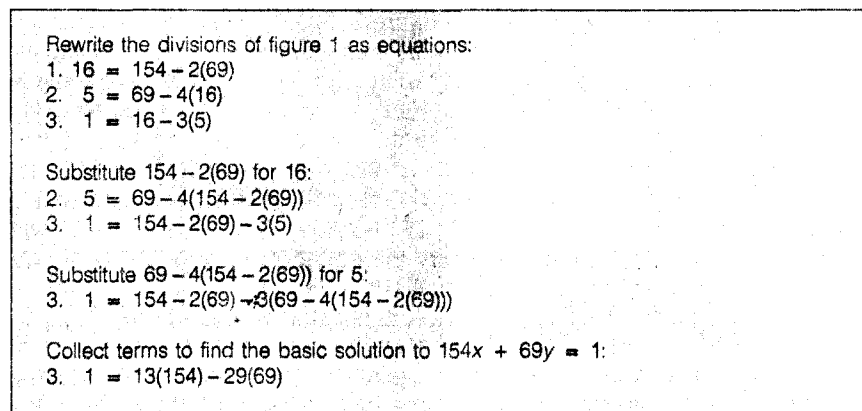 Rewrite the divisions of figure 1 as equations:
1. 16 = 154 – 2(69)
2. 5 = 69 – 4(16)
3. 1 = 16 – 3(5)
Substitute 154 – 2(69) for 16:
2. 5 = 69 – 4(154 – 2(69))
3. 1 = 154 – 2(69) – 3(5)
Substitute 69 – 4(154 – 2(69)) for 5:
3. 1 = 154 – 2(69) – 3(69 – 4(154 – 2(69)))
Collect terms to find the basic solution to 154x + 69y = 1:
3. 1 = 13(154) – 29(69)